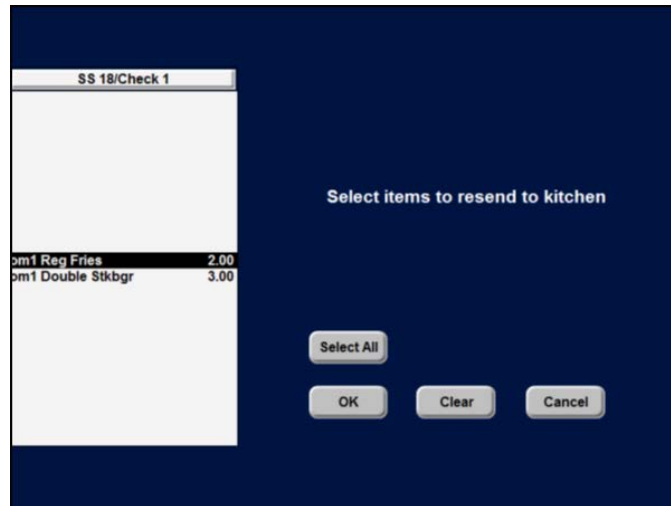 SS 18/Check 1
Select items to resend to kitchen
om1 Reg Fries 2.00
om1 Double Stkbgr 3.00
Select All
OK Clear Cancel